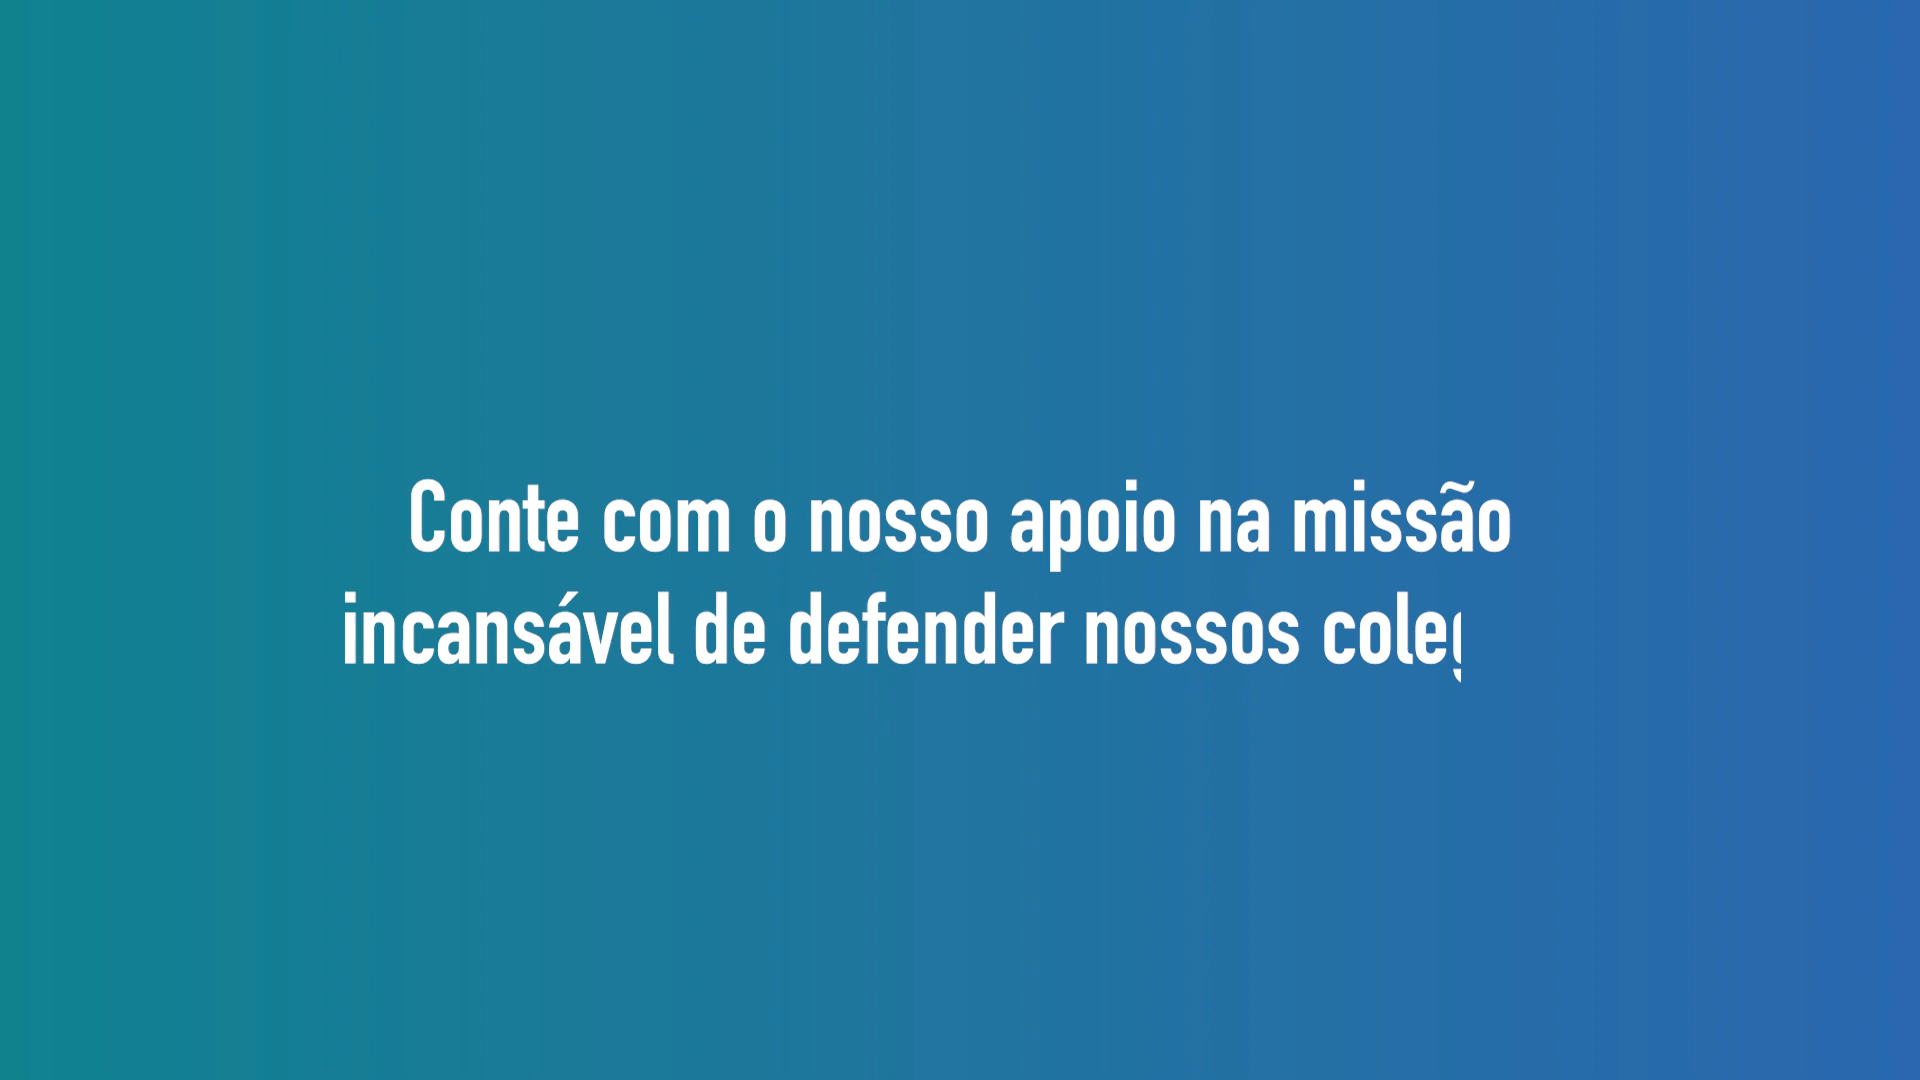 Conte com o nosso apoio na missão
incansável de defender nossos